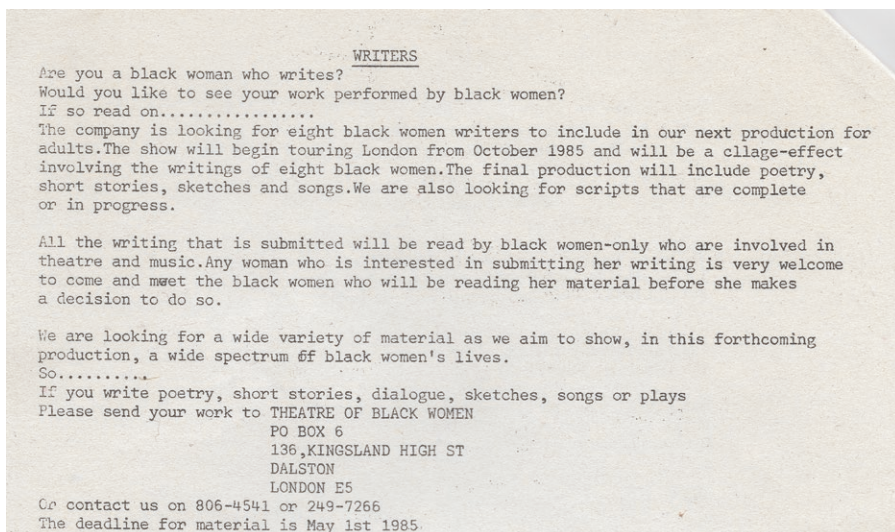 WRITERS
Are you a black woman who writes?
Would you like to see your work performed by black women?
If so read on.................
The company is looking for eight black women writers to include in our next production for
adults.The show will begin touring London from October 1985 and will be a cllage-effect
involving the writings of eight black women.The final production will include poetry,
short stories, sketches and songs.We are also looking for scripts that are complete
or in progress.
All the writing that is submitted will be read by black women-only who are involved in
theatre and music.Any woman who is interested in submitting her writing is very welcome
to come and meet the black women who will be reading her material before she makes
a decision to do so.
We are looking for a wide variety of material as we aim to show, in this forthcoming
production, a wide spectrum of black women's lives.
So..........
If you write poetry, short stories, dialogue, sketches, songs or plays
Please send your work to THEATRE OF BLACK WOMEN
PO BOX 6
136,KINGSLAND HIGH ST
DALSTON
LONDON E5
Or contact us on 806-4541 or 249-7266
The deadline for material is May 1st 1985